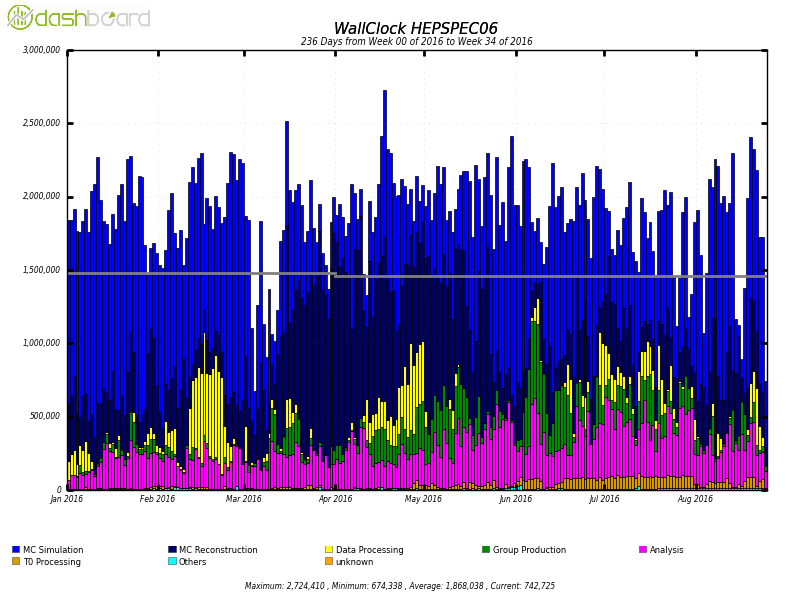 dashboard
WallClock HEPSPEC06
236 Days from Week 00 of 2016 to Week 34 of 2016
3,000,000
2,500,000
2,000,000
1,500,000
1,000,000
500,000
0
Jan 2016 Feb 2016 Mar 2016 Apr 2016 May 2016 Jun 2016 Jul 2016 Aug 2016
MC Simulation MC Reconstruction Data Processing Group Production Analysis
T0 Processing Others unknown
Maximum: 2,724,410 , Minimum: 674,338 , Average: 1,868,038 , Current: 742,725